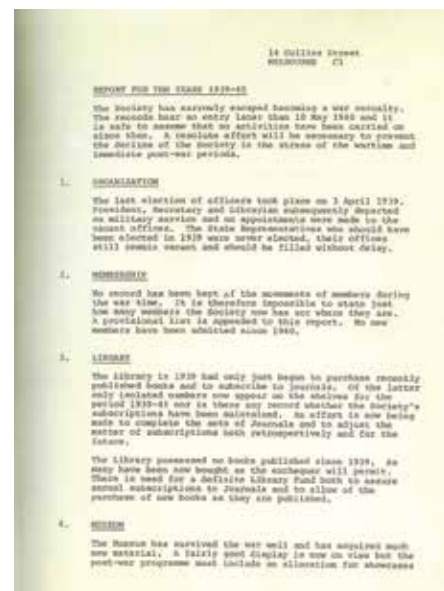 14 Collins Street
MELBOURNE C1
REPORT FOR THE YEARS 1939-45
The Society has narrowly escaped becoming a war casualty.
The records bear no entry later than 10 May 1940 and it
is safe to assume that no activities have been carried on
since then. A resolute effort will be necessary to prevent
the decline of the Society in the stress of the wartime and
immediate post-war periods.
1. ORGANISATION
The last election of officers took place on 3 April 1939.
President, Secretary and Librarian subsequently departed
on military service and no appointments were made to the
vacant offices. The State Representatives who should have
been elected in 1939 were never elected, their offices
still remain vacant and should be filled without delay.
2. MEMBERSHIP
No record has been kept of the movements of members during
the war time. It is therefore impossible to state just
how many members the Society now has nor where they are.
A provisional list is appended to this report. No new
members have been admitted since 1940.
3. LIBRARY
The Library in 1939 had only just begun to purchase recently
published books and to subscribe to journals. Of the latter
only isolated numbers now appear on the shelves for the
period 1939-45 nor is there any record whether the Society's
subscriptions have been maintained. An effort is now being
made to complete the sets of Journals and to adjust the
matter of subscriptions both retrospectively and for the
future.
The Library possessed no books published since 1939. As
many have been now bought as the exchequer will permit.
There is need for a definite Library Fund both to assure
annual subscriptions to Journals and to allow of the
purchase of new books as they are published.
4. MUSEUM
The Museum has survived the war well and has acquired much
new material. A fairly good display is now on view but the
post-war programme must include an allocation for showcases